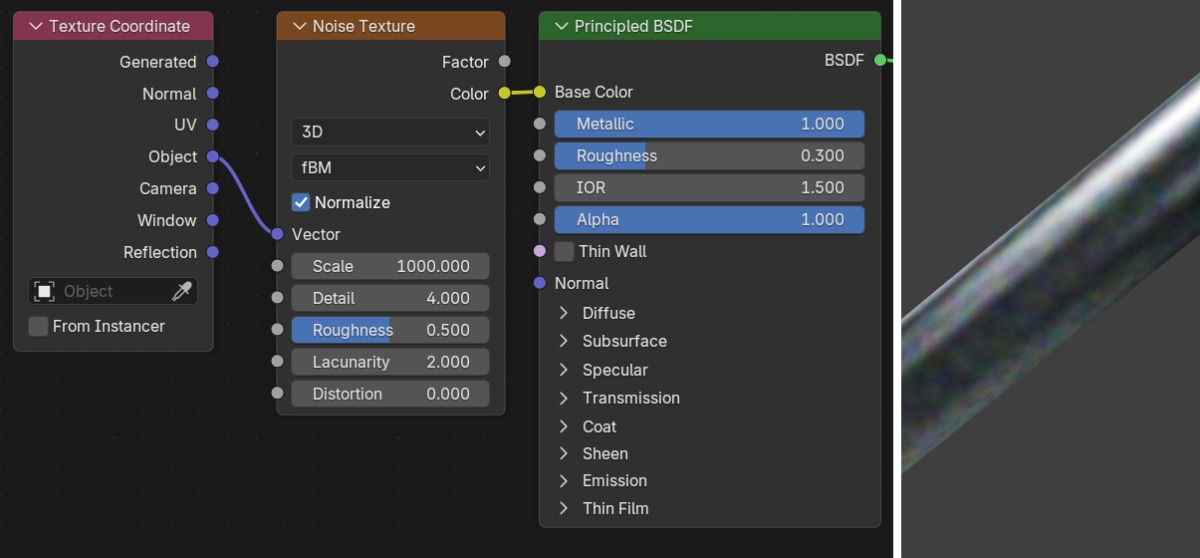 Texture Coordinate
Generated
Normal
UV
Object
Camera
Window
Reflection
Object
From Instancer
Noise Texture
Factor
Color
3D
fBM
Normalize
Vector
Scale 1000.000
Detail 4.000
Roughness 0.500
Lacunarity 2.000
Distortion 0.000
Principled BSDF
BSDF
Base Color
Metallic 1.000
Roughness 0.300
IOR 1.500
Alpha 1.000
Thin Wall
Normal
Diffuse
Subsurface
Specular
Transmission
Coat
Sheen
Emission
Thin Film